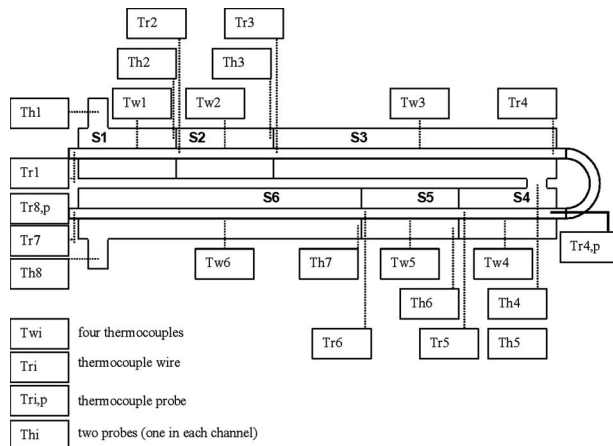 Tr2
Tr3
Th2
Th3
Th1
Tw1
Tw2
Tw3
Tr4
S1
S2
S3
Tr1
Tr8,p
S6
S5
S4
Tr7
Th8
Tw6
Th7
Tw5
Tw4
Tr4,p
Th6
Th4
Tr6
Tr5
Th5
Twi four thermocouples
Tri thermocouple wire
Tri,p thermocouple probe
Thi two probes (one in each channel)